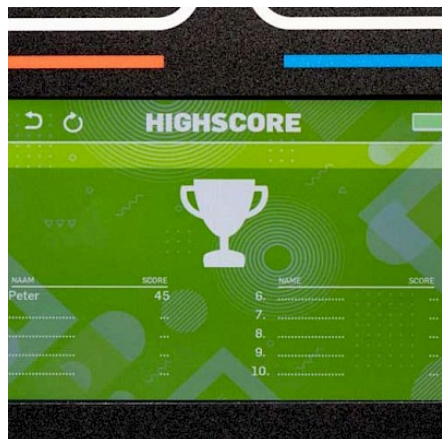 HIGHSCORE
NAAM SCORE
Peter 45
.................... ...
.................... ...
.................... ...
.................... ...
NAME SCORE
6. .................... ...
7. .................... ...
8. .................... ...
9. .................... ...
10. .................... ...